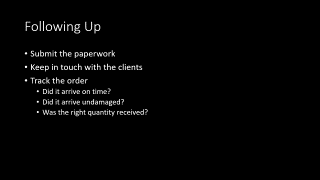 Following Up
• Submit the paperwork
• Keep in touch with the clients
• Track the order
• Did it arrive on time?
• Did it arrive undamaged?
• Was the right quantity received?